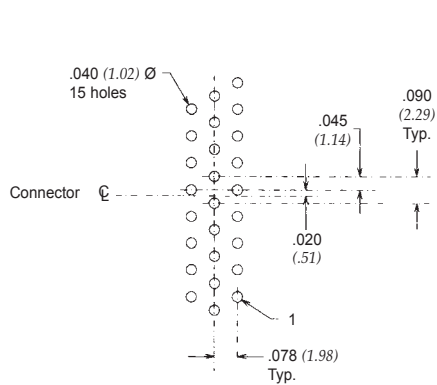 .040 (1.02) Ø
15 holes
.090
(2.29)
Typ.
.045
(1.14)
Connector ℄
.020
(.51)
1
.078 (1.98)
Typ.